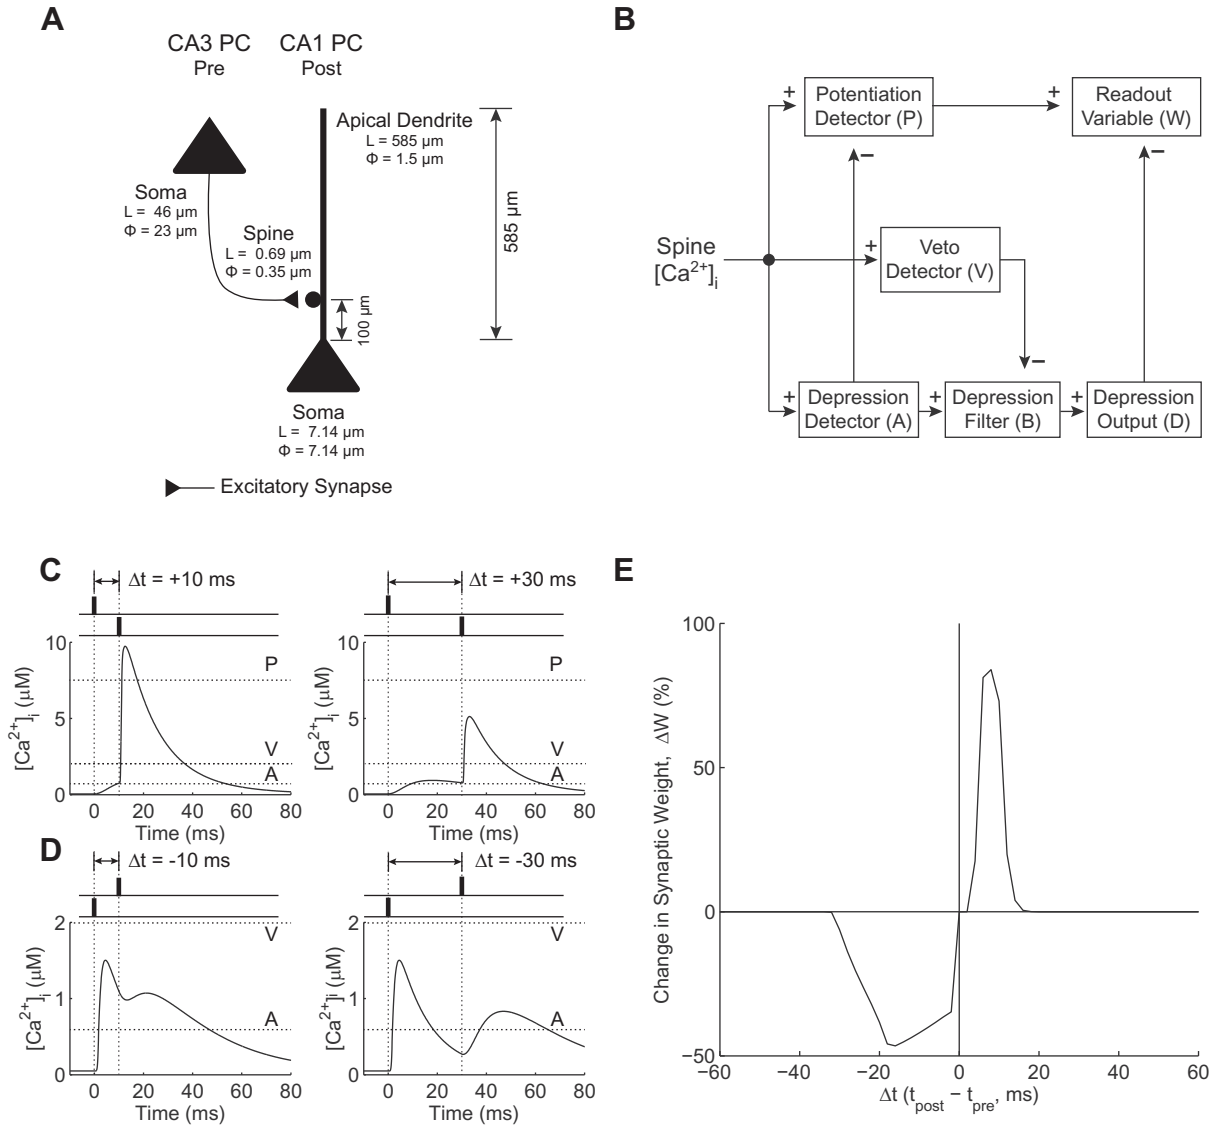 A
CA3 PC
Pre
CA1 PC
Post
Apical Dendrite
L = 585 µm
Φ = 1.5 µm
Soma
L = 46 µm
Φ = 23 µm
Spine
L = 0.69 µm
Φ = 0.35 µm
100 µm
585 µm
Soma
L = 7.14 µm
Φ = 7.14 µm
Excitatory Synapse
B
+
Potentiation
Detector (P)
+
Readout
Variable (W)
−
−
Spine
[Ca2+]i
+
Veto
Detector (V)
−
+
Depression
Detector (A)
+
Depression
Filter (B)
+
Depression
Output (D)
C
Δt = +10 ms
10
5
0
[Ca2+]i (µM)
P
V
A
0 20 40 60 80
Time (ms)
Δt = +30 ms
10
5
0
[Ca2+]i (µM)
P
V
A
0 20 40 60 80
Time (ms)
D
Δt = -10 ms
2
1
0
[Ca2+]i (µM)
V
A
0 20 40 60 80
Time (ms)
Δt = -30 ms
2
1
0
[Ca2+]i (µM)
V
A
0 20 40 60 80
Time (ms)
E
100
50
0
−50
Change in Synaptic Weight, ΔW (%)
−60 −40 −20 0 20 40 60
Δt (tpost − tpre, ms)